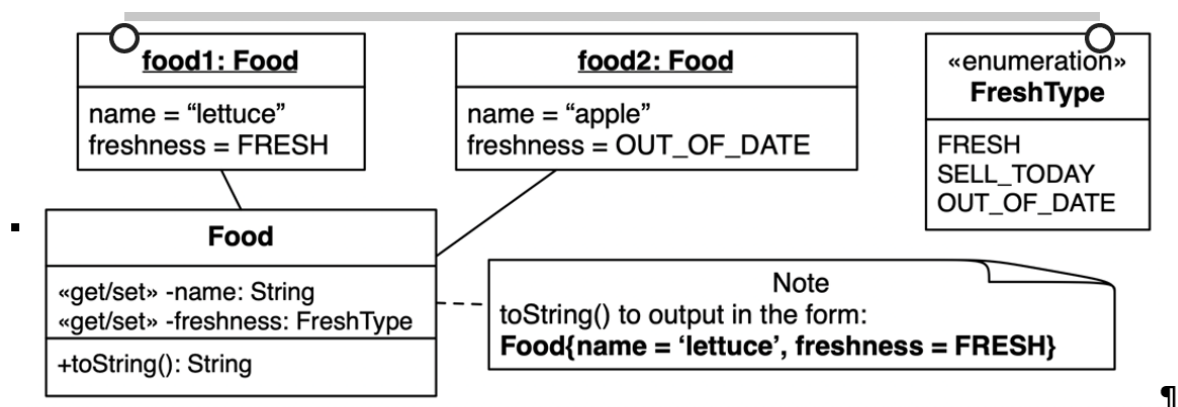 food1: Food
name = “lettuce”
freshness = FRESH
food2: Food
name = “apple”
freshness = OUT_OF_DATE
«enumeration»
FreshType
FRESH
SELL_TODAY
OUT_OF_DATE
Food
«get/set» -name: String
«get/set» -freshness: FreshType
+toString(): String
Note
toString() to output in the form:
Food{name = ‘lettuce’, freshness = FRESH}
¶